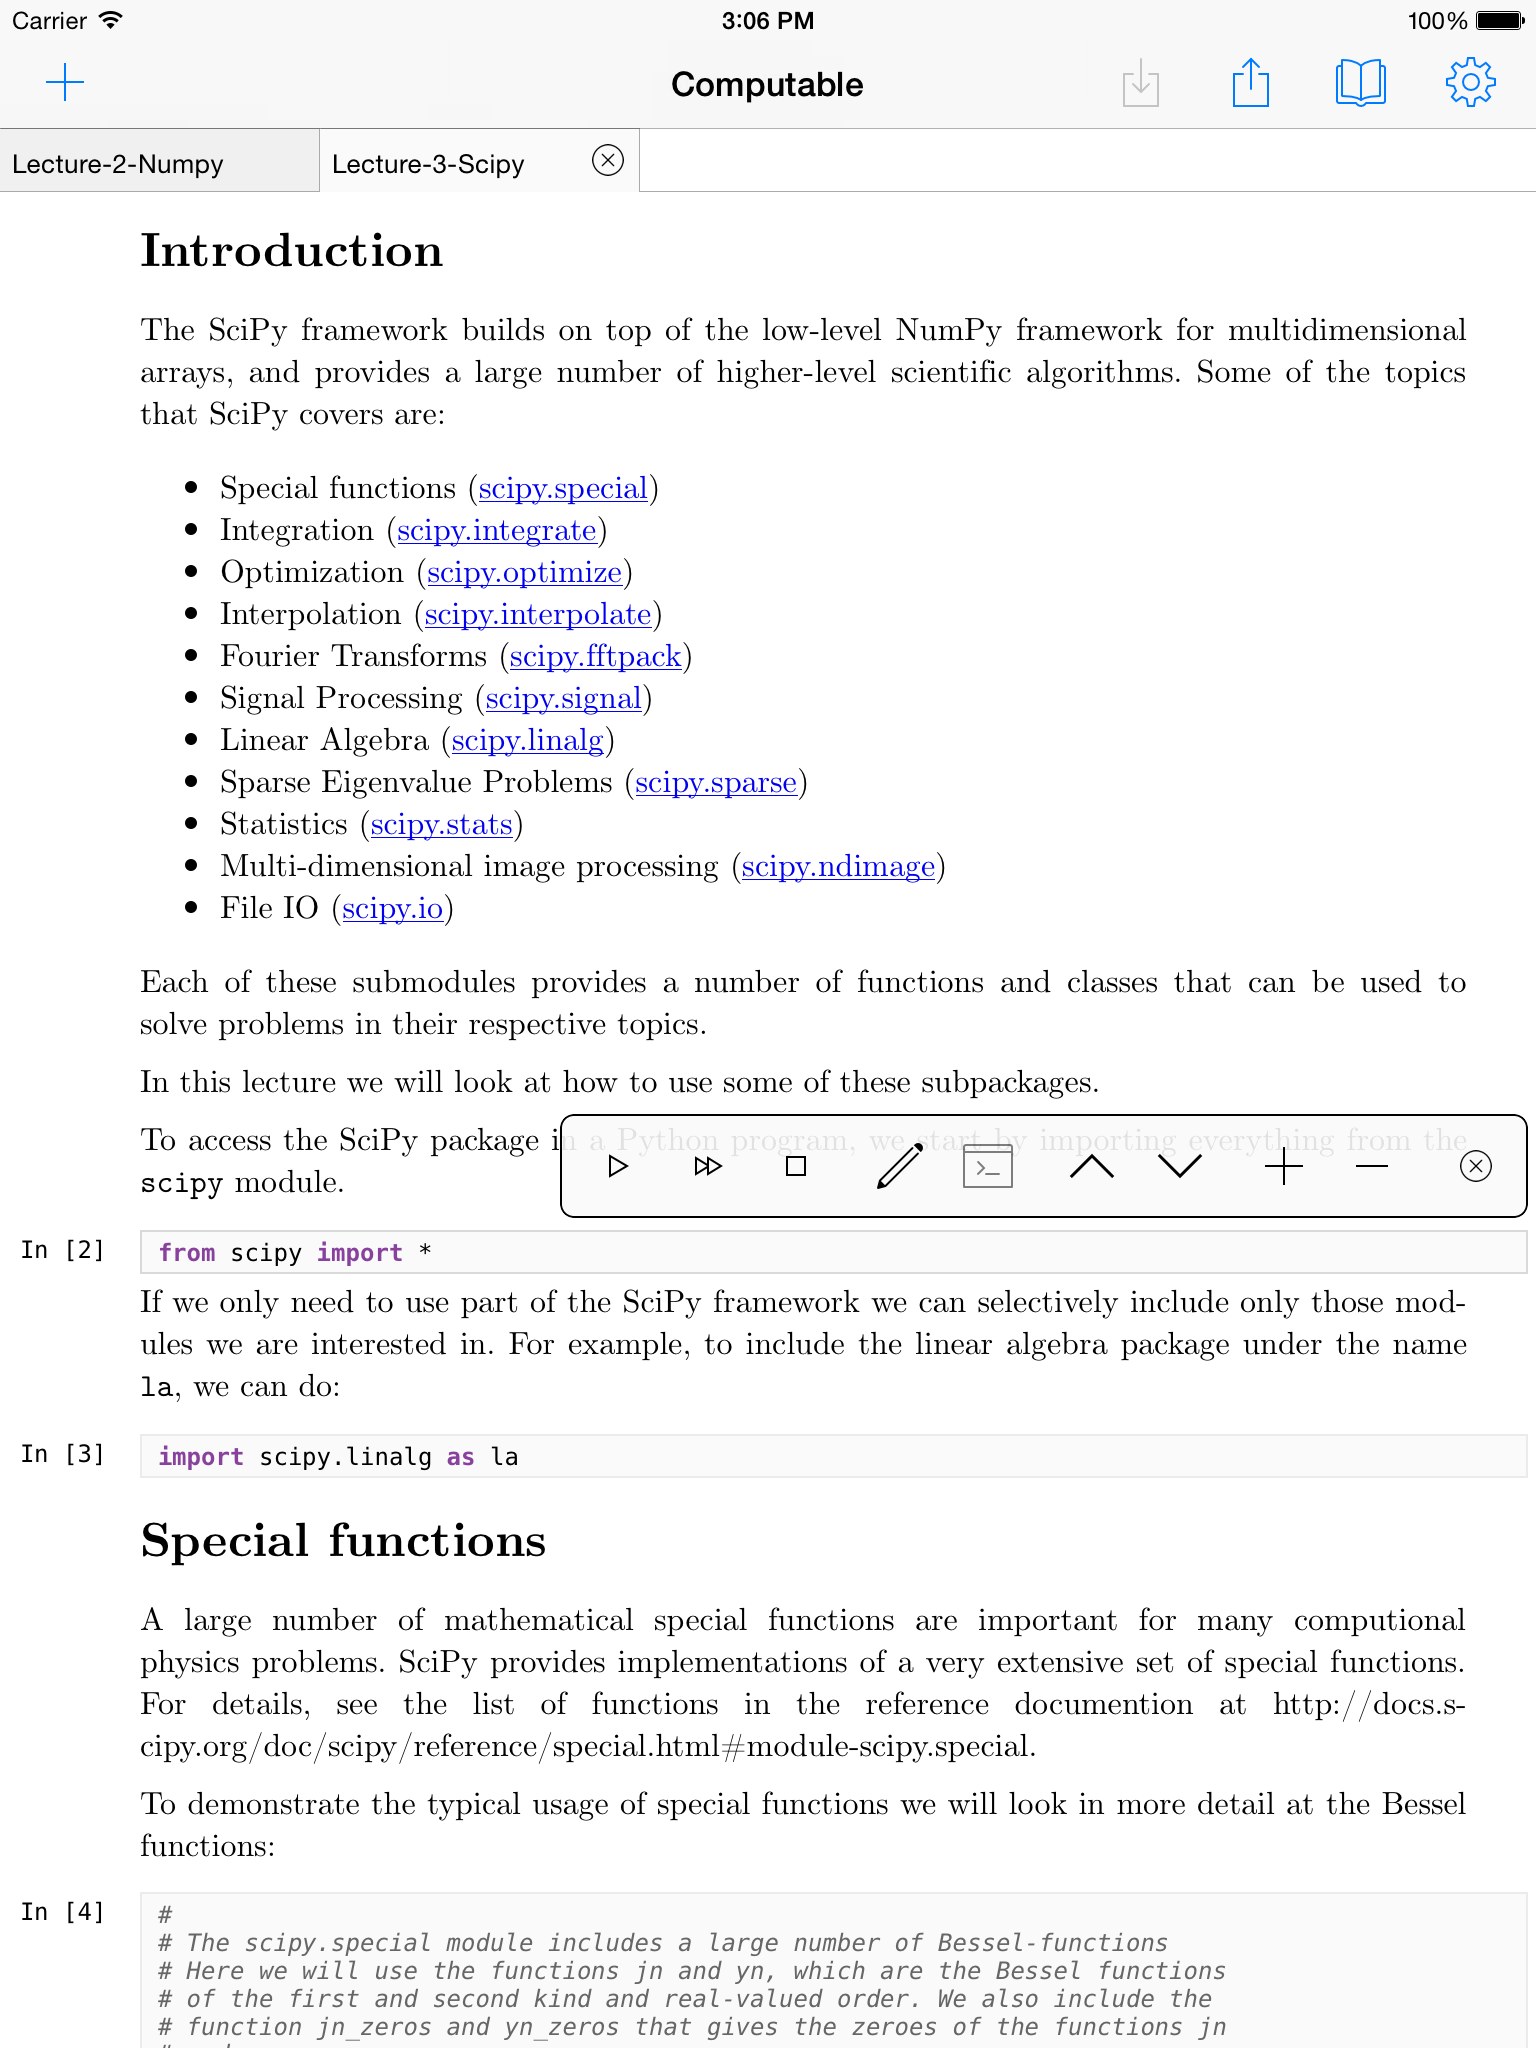 Carrier 3:06 PM 100%
Computable
Lecture-2-Numpy Lecture-3-Scipy
Introduction
The SciPy framework builds on top of the low-level NumPy framework for multidimensional
arrays, and provides a large number of higher-level scientific algorithms. Some of the topics
that SciPy covers are:
• Special functions (scipy.special)
• Integration (scipy.integrate)
• Optimization (scipy.optimize)
• Interpolation (scipy.interpolate)
• Fourier Transforms (scipy.fftpack)
• Signal Processing (scipy.signal)
• Linear Algebra (scipy.linalg)
• Sparse Eigenvalue Problems (scipy.sparse)
• Statistics (scipy.stats)
• Multi-dimensional image processing (scipy.ndimage)
• File IO (scipy.io)
Each of these submodules provides a number of functions and classes that can be used to
solve problems in their respective topics.
In this lecture we will look at how to use some of these subpackages.
To access the SciPy package in a Python program, we start by importing everything from the
scipy module.
In [2] from scipy import *
If we only need to use part of the SciPy framework we can selectively include only those mod-
ules we are interested in. For example, to include the linear algebra package under the name
la, we can do:
In [3] import scipy.linalg as la
Special functions
A large number of mathematical special functions are important for many computional
physics problems. SciPy provides implementations of a very extensive set of special functions.
For details, see the list of functions in the reference documention at http://docs.s-
cipy.org/doc/scipy/reference/special.html#module-scipy.special.
To demonstrate the typical usage of special functions we will look in more detail at the Bessel
functions:
In [4] #
# The scipy.special module includes a large number of Bessel-functions
# Here we will use the functions jn and yn, which are the Bessel functions
# of the first and second kind and real-valued order. We also include the
# function jn_zeros and yn_zeros that gives the zeroes of the functions jn